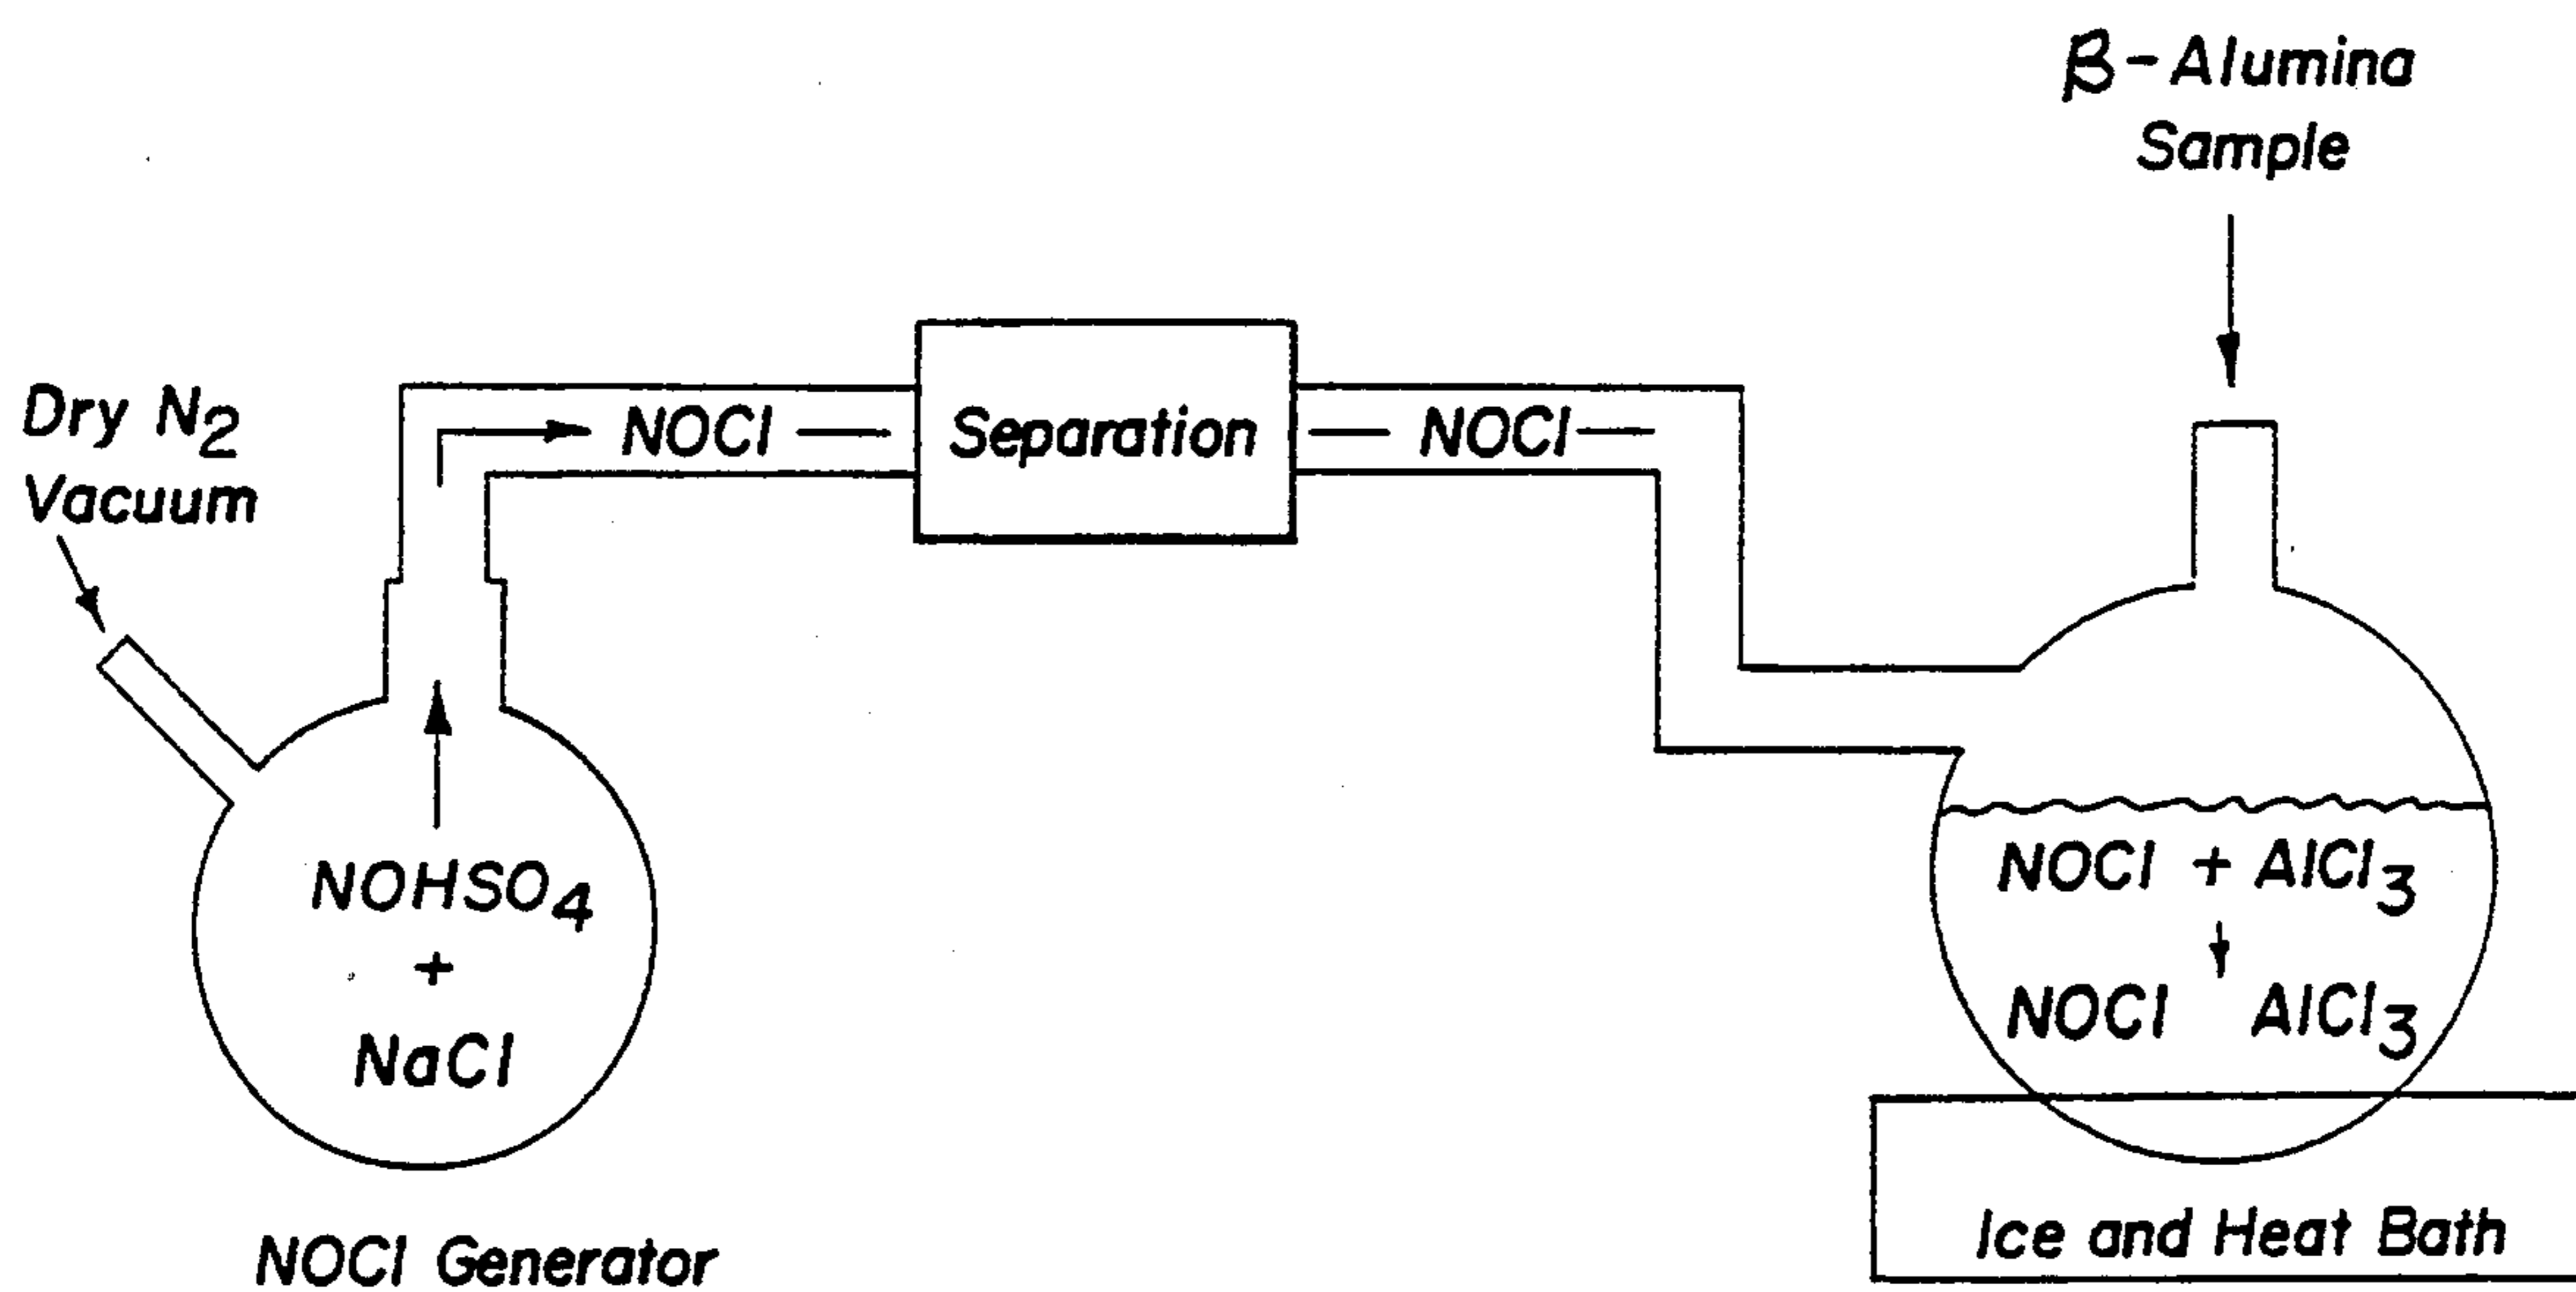 β-Alumina
Sample
Dry N2
Vacuum
NOCl
Separation
NOCl
NOHSO4
+
NaCl
NOCl + AlCl3
NOCl AlCl3
NOCl Generator
Ice and Heat Bath